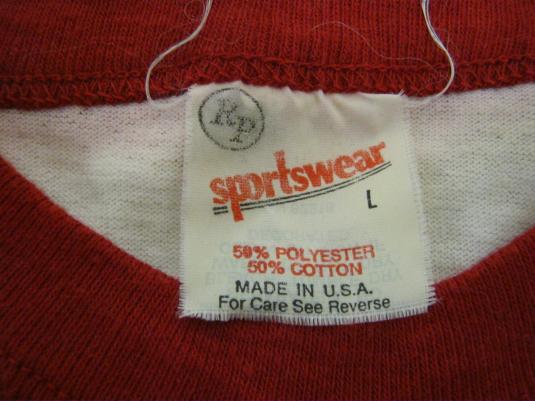 RP
sportswear
L
50% POLYESTER
50% COTTON
MADE IN U.S.A.
For Care See Reverse